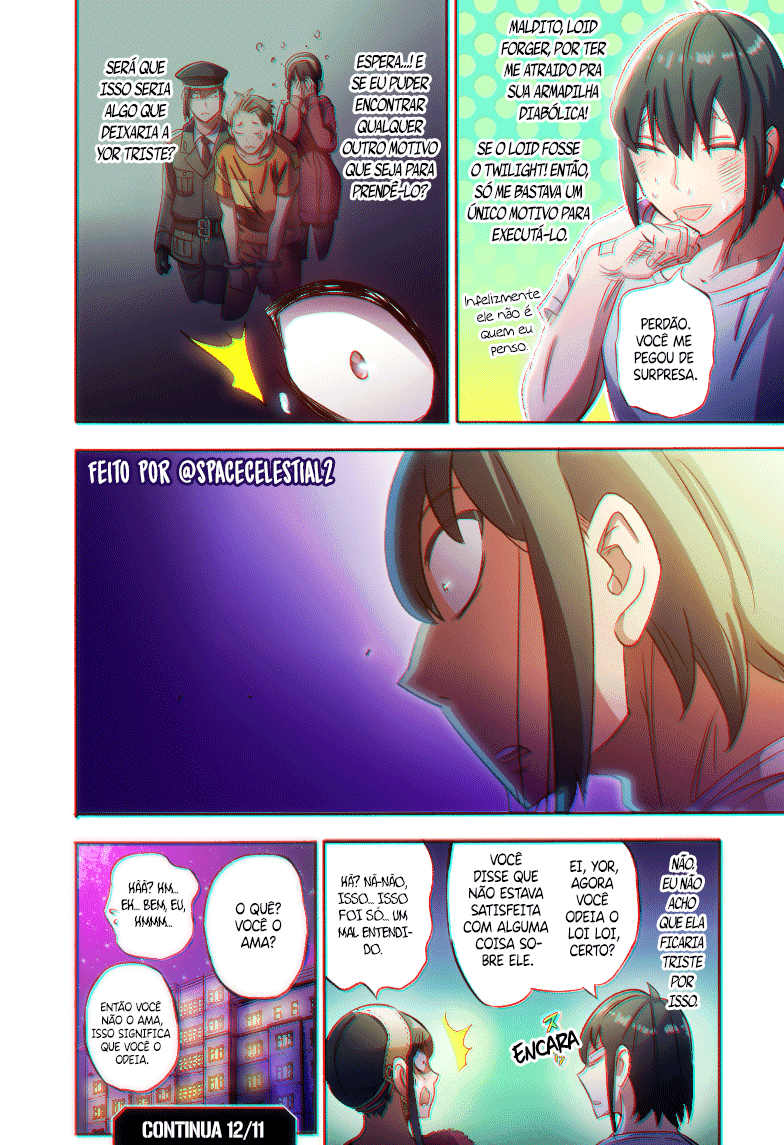 MALDITO, LOID
FORGER, POR TER
ME ATRAIDO PRA
SUA ARMADILHA
DIABÓLICA!
SE O LOID FOSSE
O TWILIGHT! ENTÃO,
SÓ ME BASTAVA UM
ÚNICO MOTIVO PARA
EXECUTÁ-LO.
Infelizmente
ele não é
quem eu
penso.
PERDÃO.
VOCÊ ME
PEGOU DE
SURPRESA.
ESPERA...! E
SE EU PUDER
ENCONTRAR
QUALQUER
OUTRO MOTIVO
QUE SEJA PARA
PRENDÊ-LO?
SERÁ QUE
ISSO SERIA
ALGO QUE
DEIXARIA A
YOR TRISTE?
FEITO POR @SPACECELESTIAL2
NÃO.
EU NÃO
ACHO
QUE ELA
FICARIA
TRISTE
POR
ISSO.
EI, YOR,
AGORA
VOCÊ
ODEIA O
LOI LOI,
CERTO?
VOCÊ
DISSE QUE
NÃO ESTAVA
SATISFEITA
COM ALGUMA
COISA SO-
BRE ELE.
ENCARA
HÃ? NA-NÃO,
ISSO... ISSO
FOI SÓ... UM
MAL ENTENDI-
DO.
O QUÊ?
VOCÊ O
AMA?
HÃÃ? HM...
EH... BEM, EU,
HMMM...
ENTÃO VOCÊ
NÃO O AMA,
ISSO SIGNIFICA
QUE VOCÊ O
ODEIA.
CONTINUA 12/11